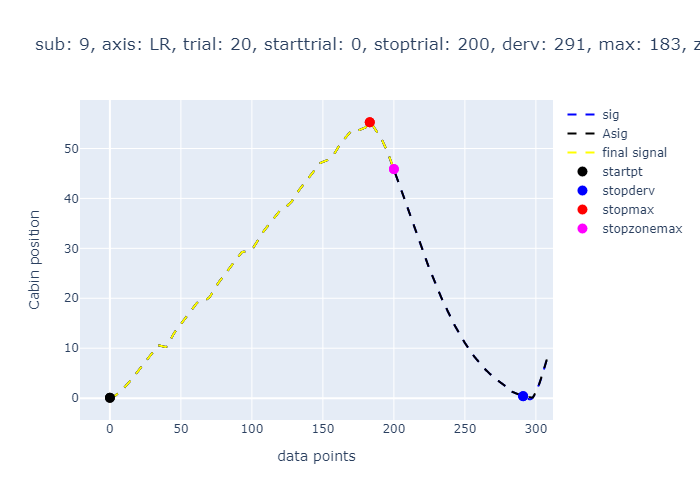 sub: 9, axis: LR, trial: 20, starttrial: 0, stoptrial: 200, derv: 291, max: 183, z
sig
Asig
final signal
startpt
stopderv
stopmax
stopzonemax
Cabin position
50
40
30
20
10
0
0 50 100 150 200 250 300
data points